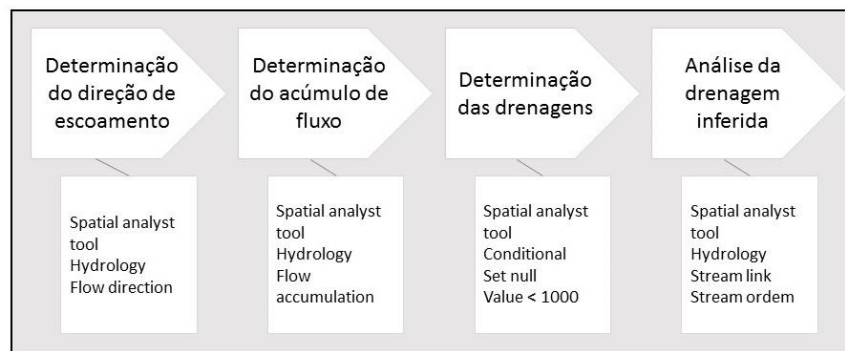 Determinação
do direção de
escoamento
Spatial analyst
tool
Hydrology
Flow direction
Determinação
do acúmulo de
fluxo
Spatial analyst
tool
Hydrology
Flow
accumulation
Determinação
das drenagens
Spatial analyst
tool
Conditional
Set null
Value < 1000
Análise da
drenagem
inferida
Spatial analyst
tool
Hydrology
Stream link
Stream ordem